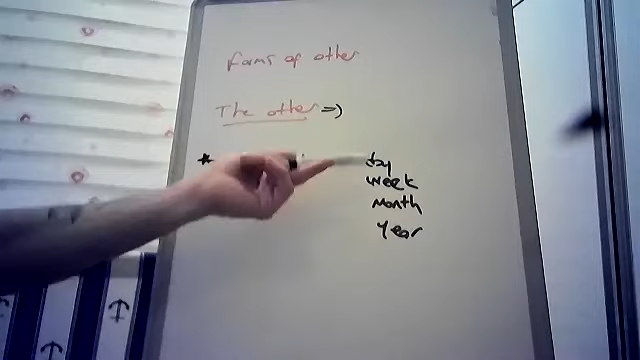 Forms of other
The other =>
*
day
week
month
year